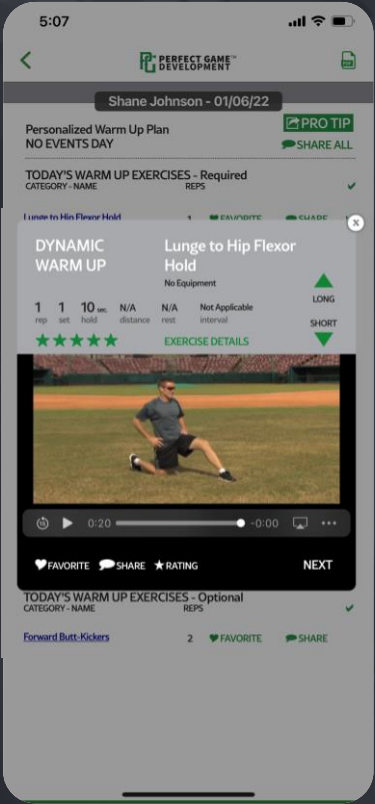 5:07
PERFECT GAME™
DEVELOPMENT
PDF
Shane Johnson - 01/06/22
Personalized Warm Up Plan
PRO TIP
NO EVENTS DAY
SHARE ALL
TODAY'S WARM UP EXERCISES - Required
CATEGORY - NAME REPS
Lunge to Hip Flexor Hold 1 FAVORITE SHARE
x
DYNAMIC
WARM UP
Lunge to Hip Flexor
Hold
No Equipment
LONG
1 1 10 sec. N/A N/A Not Applicable
rep set hold distance rest interval
SHORT
EXERCISE DETAILS
0:20 -0:00
FAVORITE SHARE RATING NEXT
TODAY'S WARM UP EXERCISES - Optional
CATEGORY - NAME REPS
Forward Butt-Kickers 2 FAVORITE SHARE